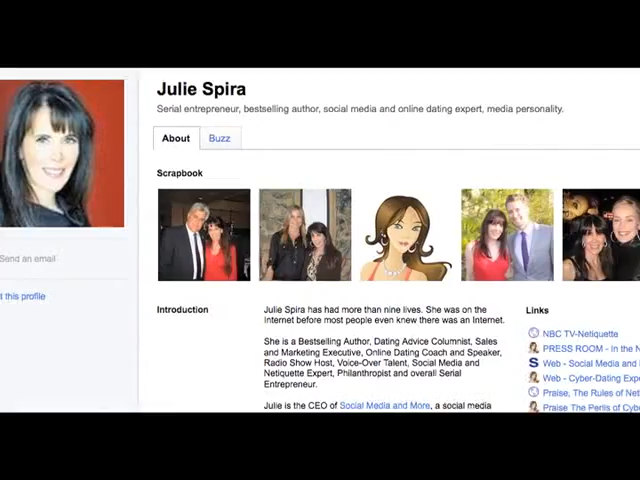 Julie Spira
Serial entrepreneur, bestselling author, social media and online dating expert, media personality.
About
Buzz
Scrapbook
Send an email
t this profile
Introduction
Julie Spira has had more than nine lives. She was on the
Internet before most people even knew there was an Internet.
She is a Bestselling Author, Dating Advice Columnist, Sales
and Marketing Executive, Online Dating Coach and Speaker,
Radio Show Host, Voice-Over Talent, Social Media and
Netiquette Expert, Philanthropist and overall Serial
Entrepreneur.
Julie is the CEO of Social Media and More, a social media
Links
NBC TV-Netiquette
PRESS ROOM - In the N
Web - Social Media and
Web - Cyber-Dating Expe
Praise, The Rules of Net
Praise The Perils of Cyb